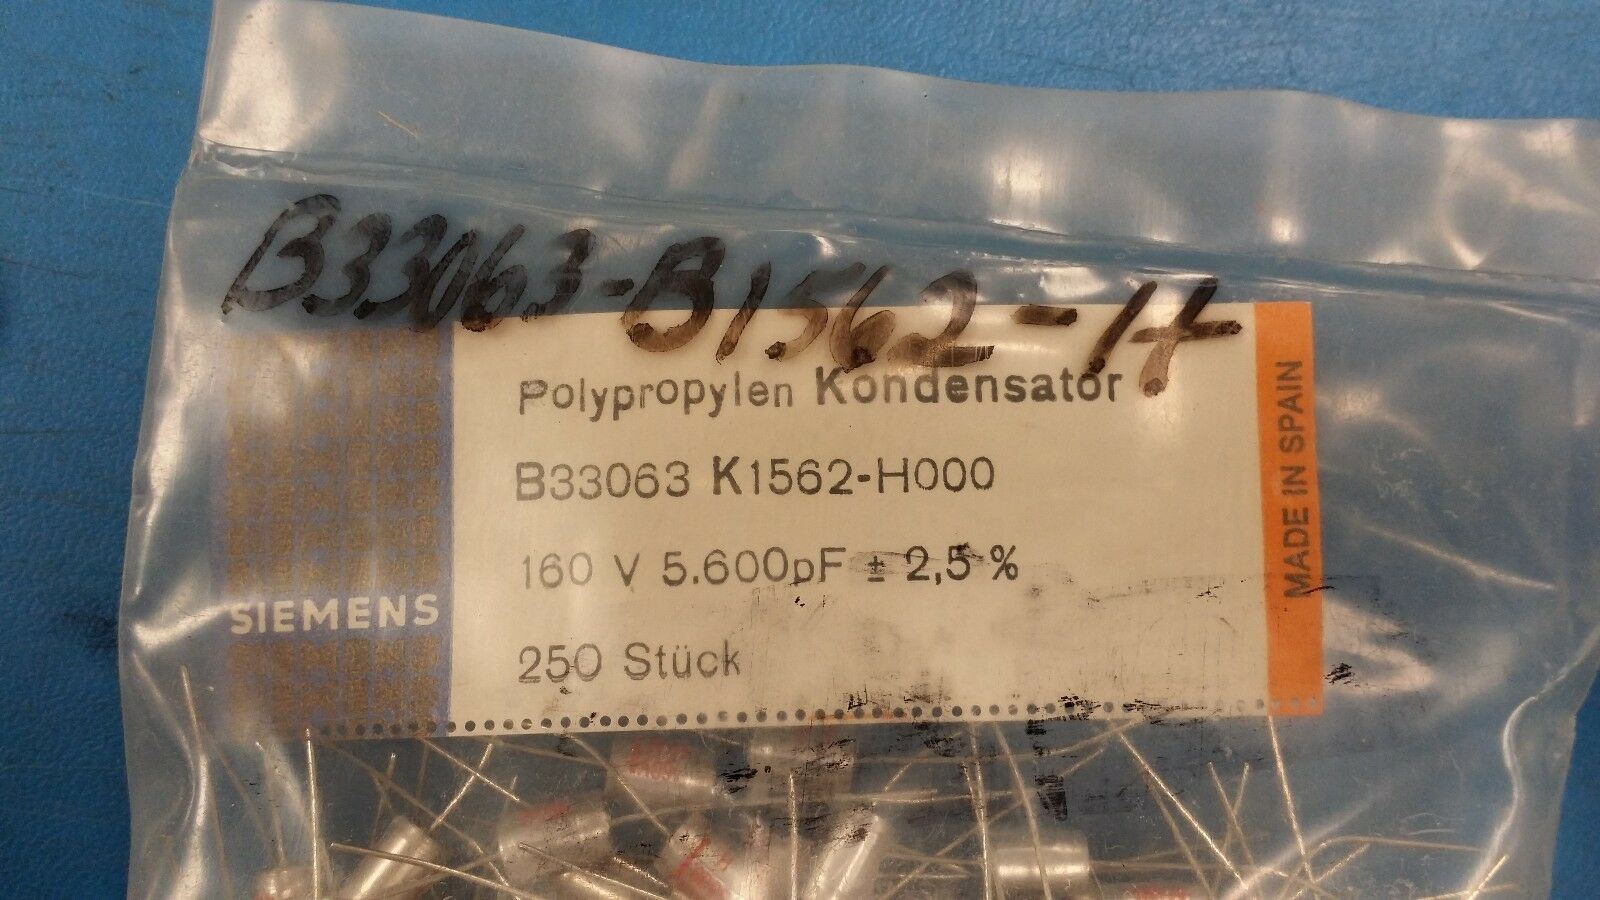 B33063-B1562-H
Polypropylen Kondensator
B33063 K1562-H000
160 V 5.600pF ± 2,5 %
250 Stück
SIEMENS
MADE IN SPAIN